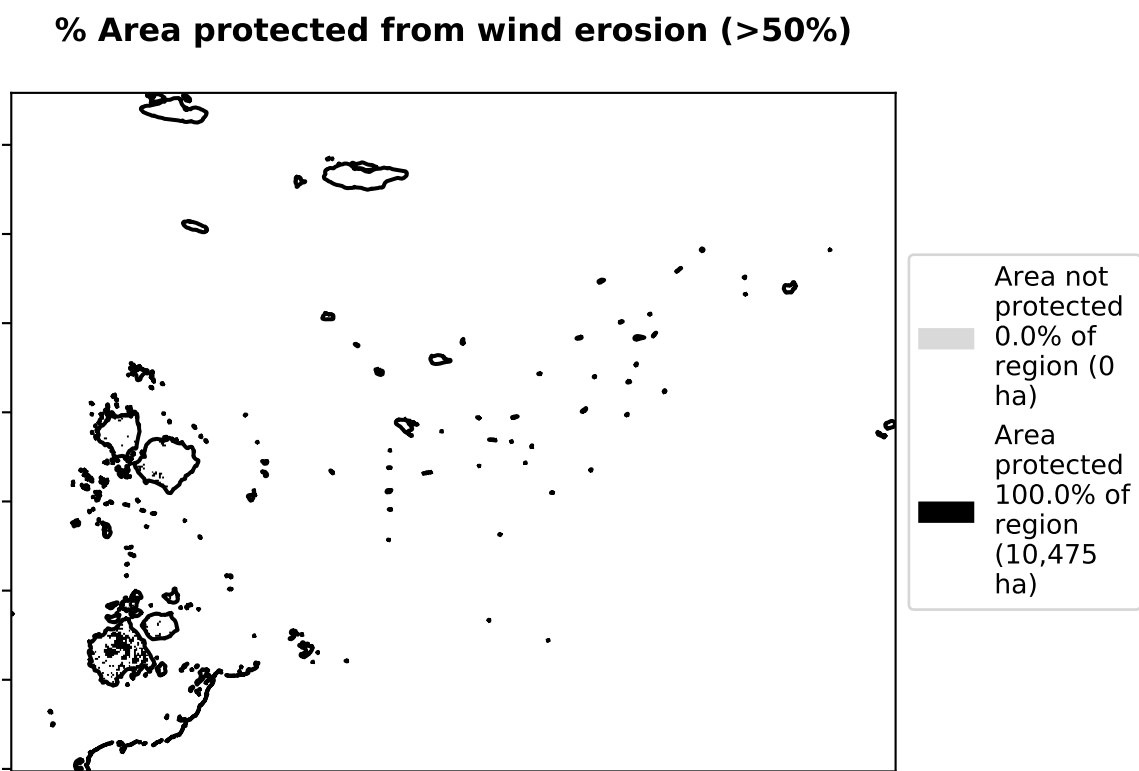 % Area protected from wind erosion (>50%)
Area not
protected
0.0% of
region (0
ha)
Area
protected
100.0% of
region
(10,475
ha)